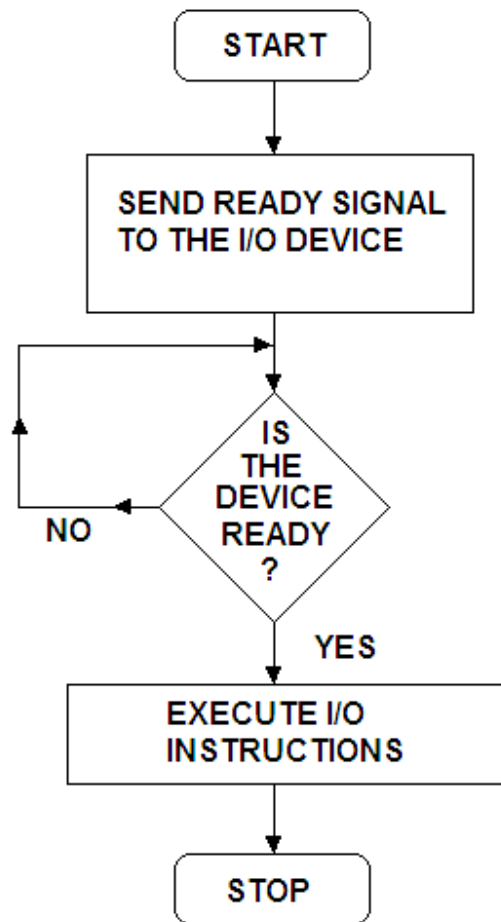 START
SEND READY SIGNAL
TO THE I/O DEVICE
IS
THE
DEVICE
READY
?
NO
YES
EXECUTE I/O
INSTRUCTIONS
STOP